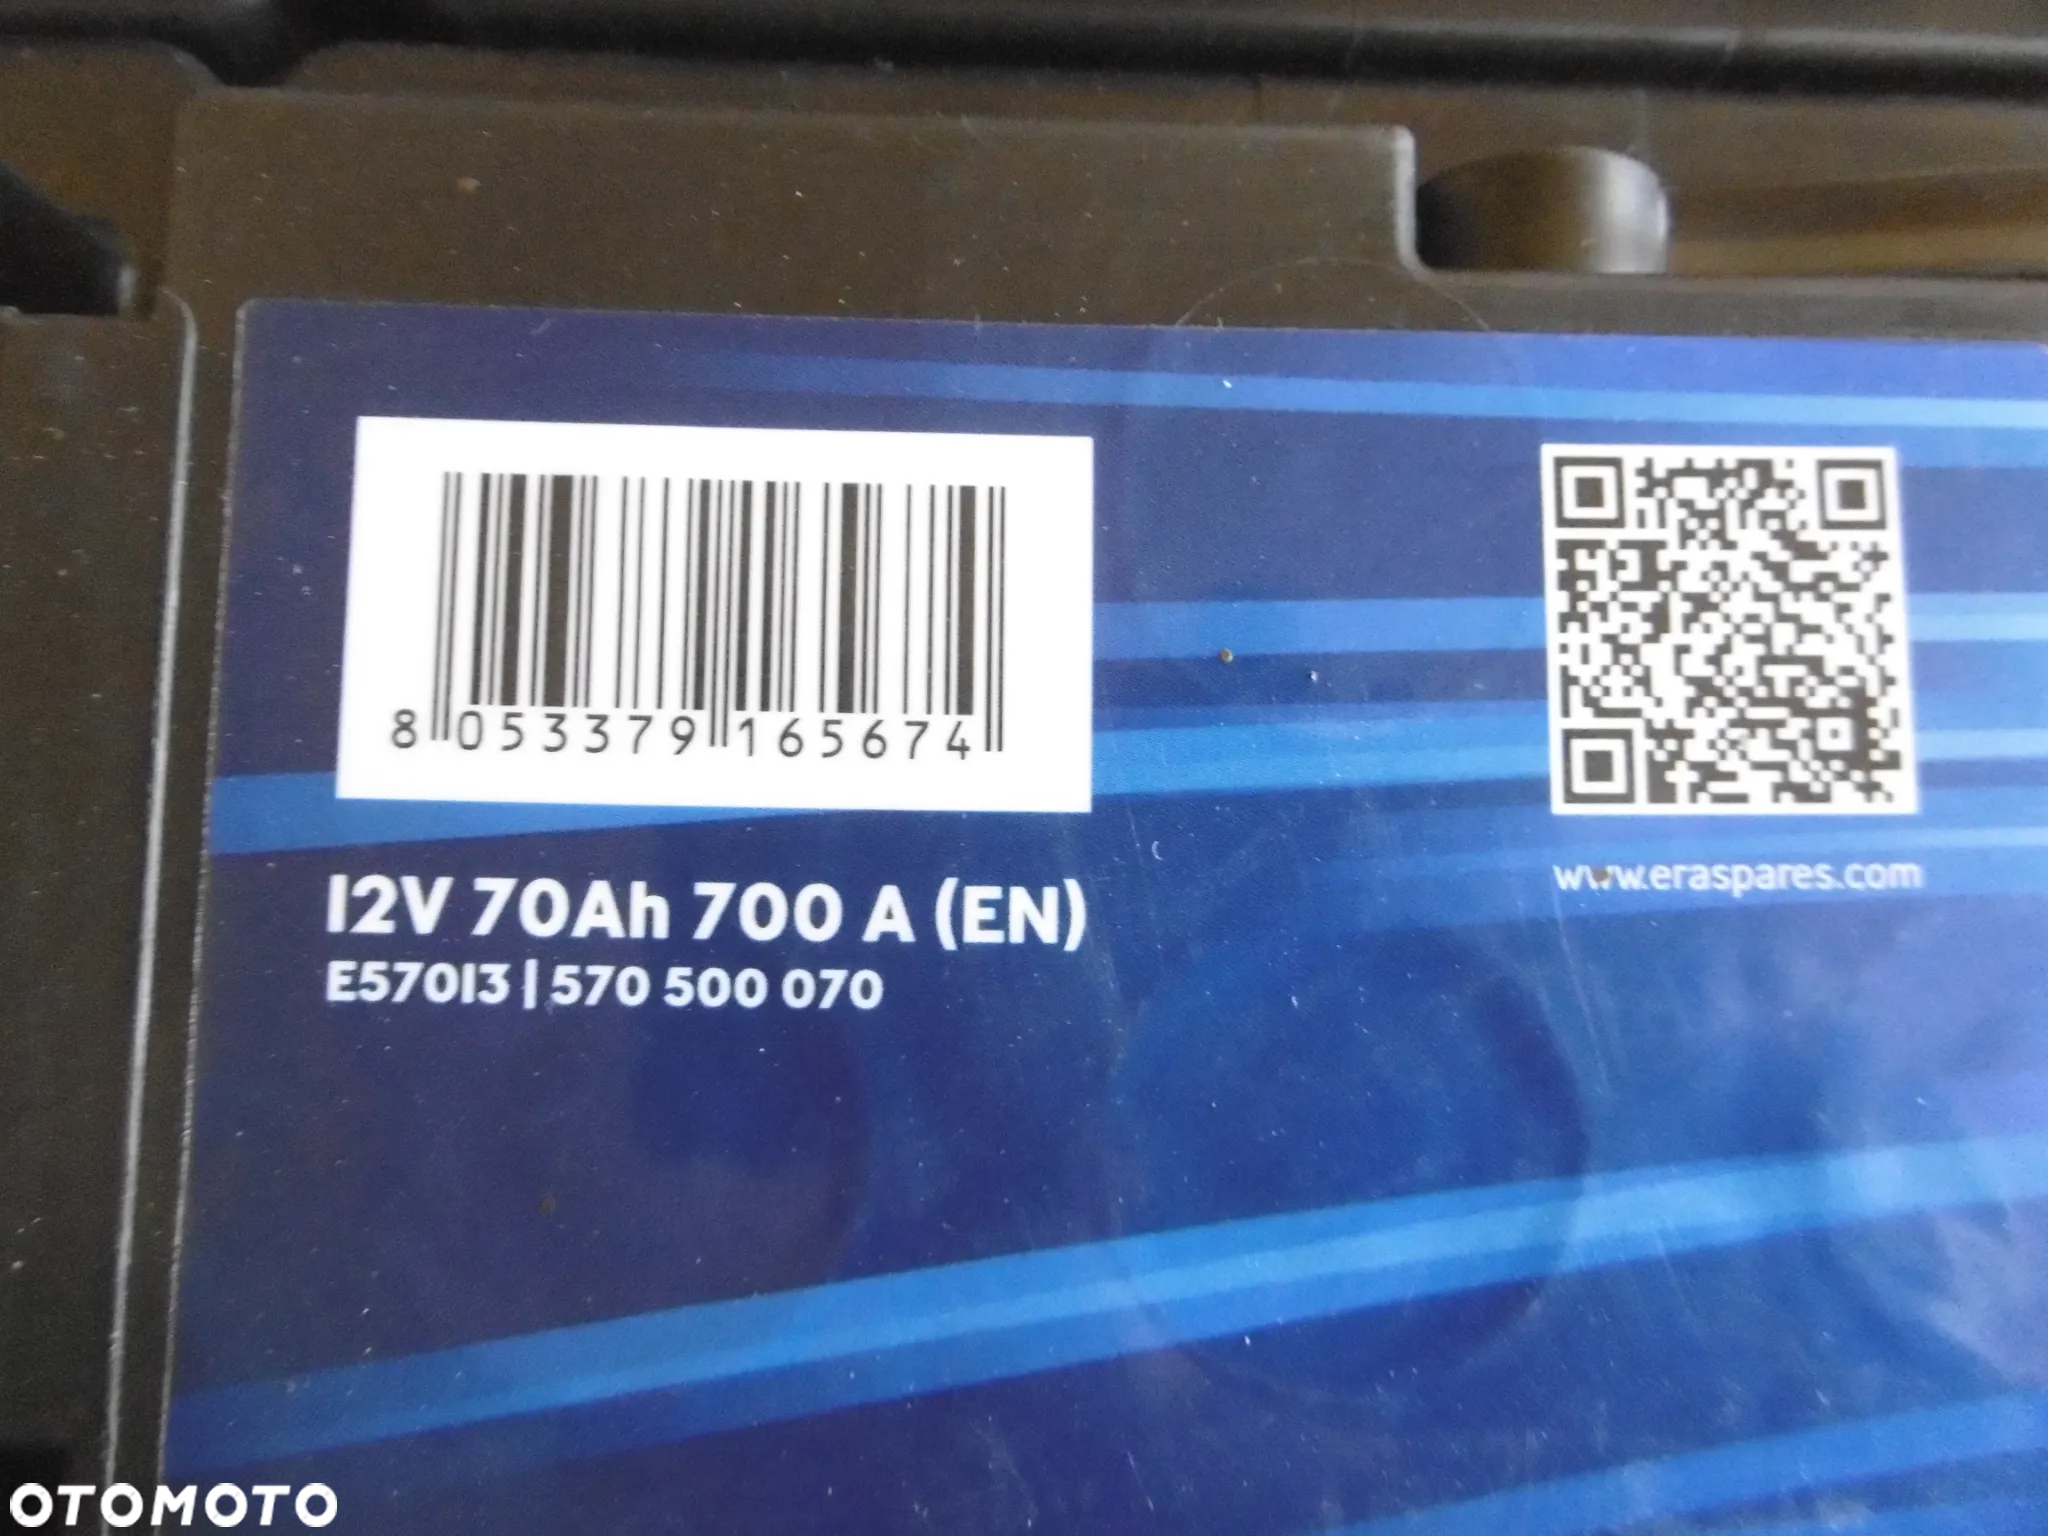 8 053379 165674
www.eraspares.com
12V 70Ah 700 A (EN)
E57013 | 570 500 070
OTOMOTO